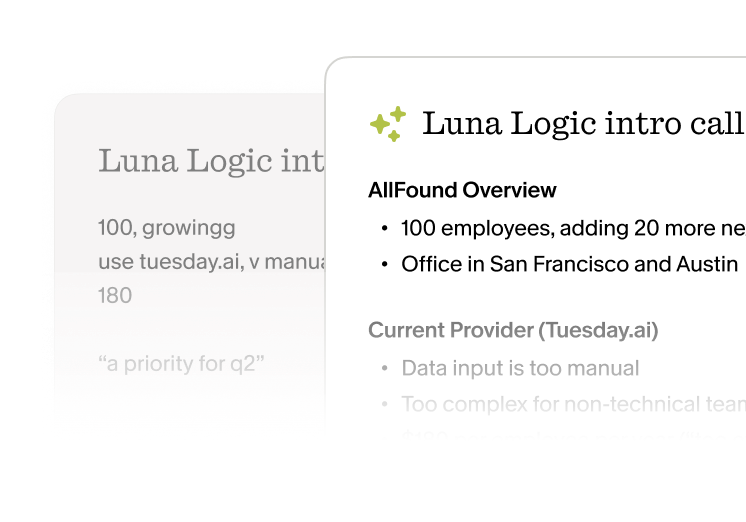 Luna Logic int
100, growingg
use tuesday.ai, v manua
180
“a priority for q2”
Luna Logic intro call
AllFound Overview
• 100 employees, adding 20 more ne
• Office in San Francisco and Austin
Current Provider (Tuesday.ai)
• Data input is too manual
• Too complex for non-technical team